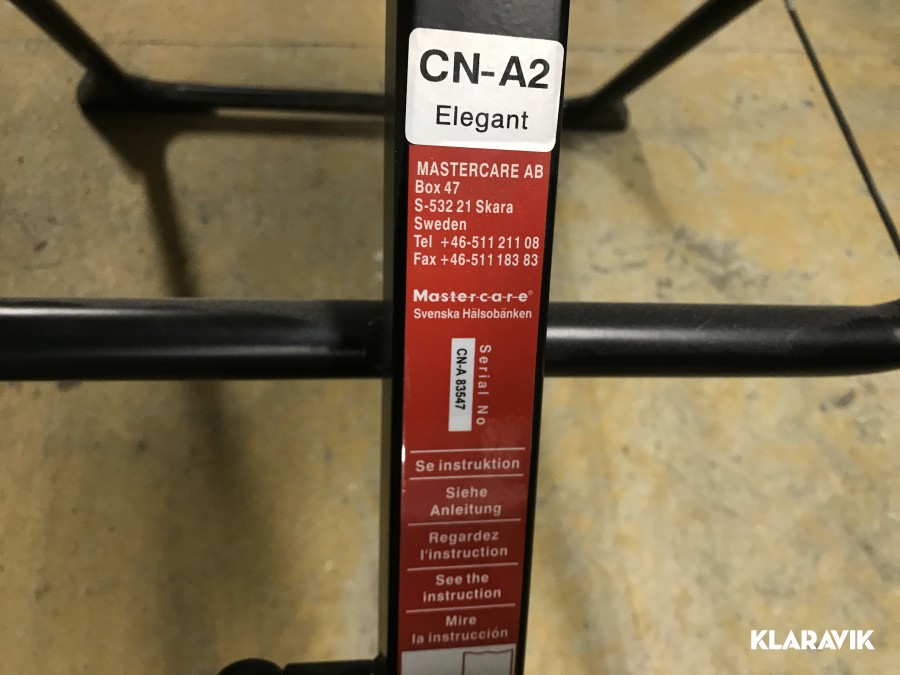 CN-A2
Elegant
MASTERCARE AB
Box 47
S-532 21 Skara
Sweden
Tel +46-511 211 08
Fax +46-511 183 83
Mastercare®
Svenska Hälsobänken
Serial No
CN-A 83547
Se instruktion
Siehe
Anleitung
Regardez
l'instruction
See the
instruction
Mire
la instrucción
KLARAVIK